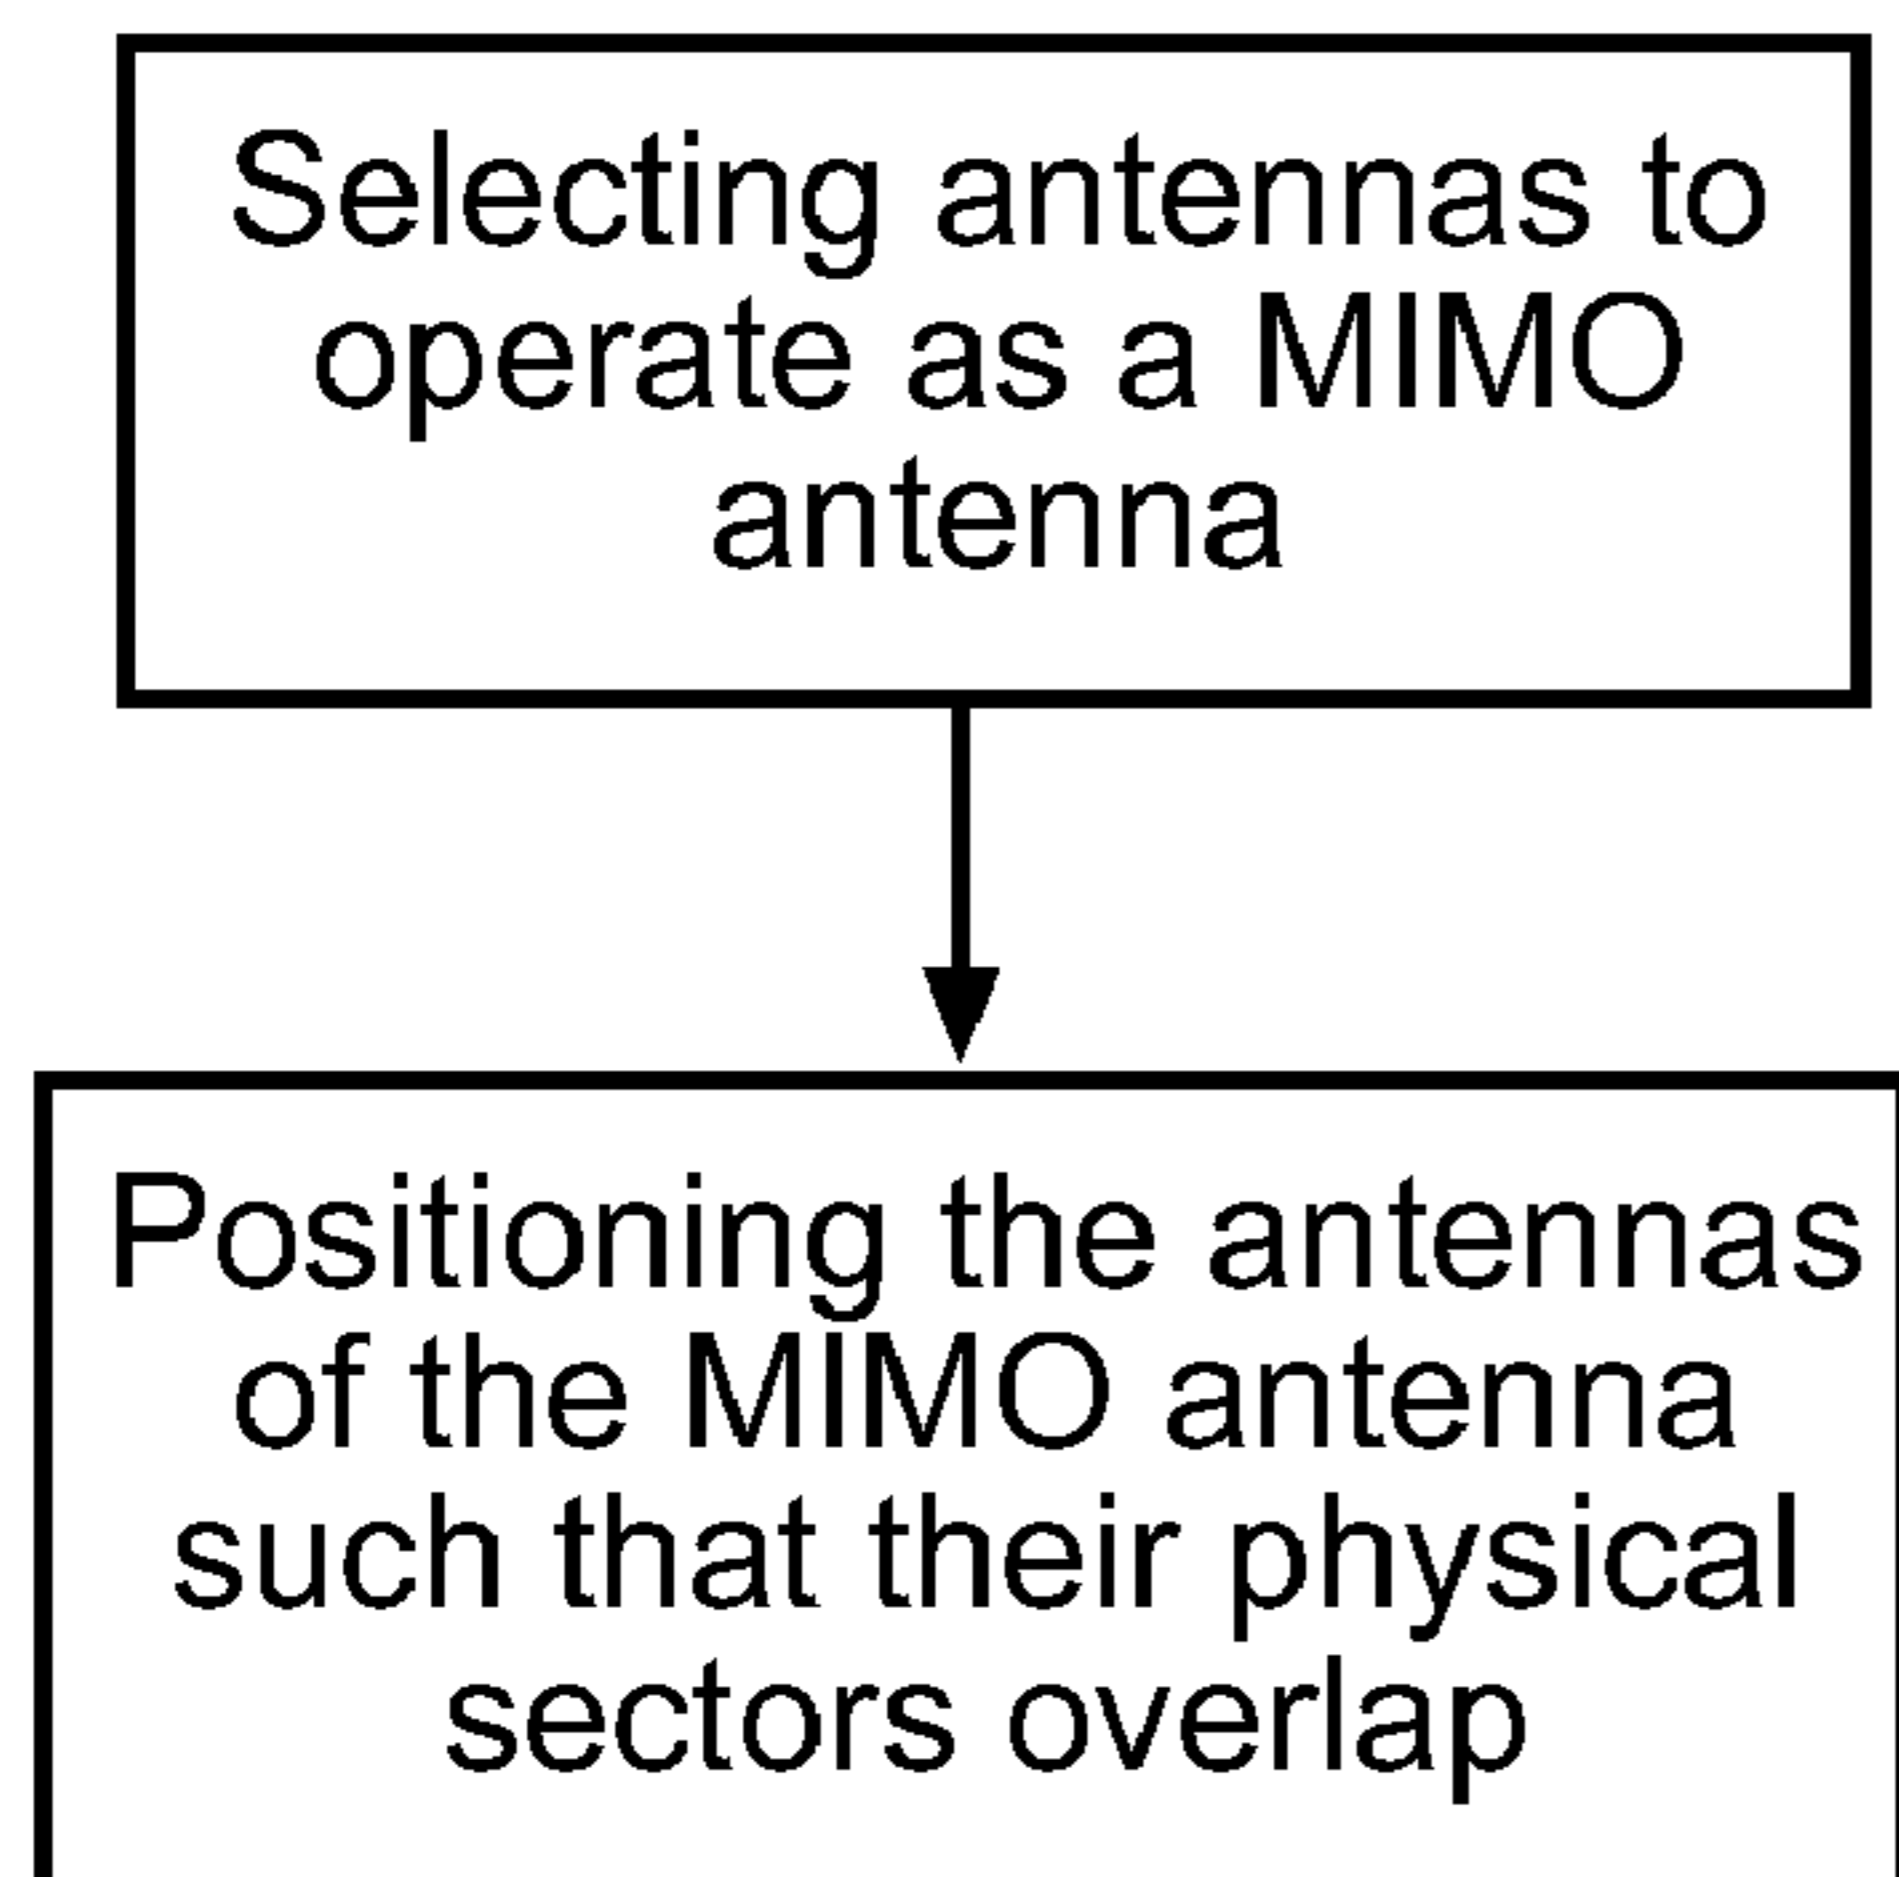 Selecting antennas to
operate as a MIMO
antenna
Positioning the antennas
of the MIMO antenna
such that their physical
sectors overlap